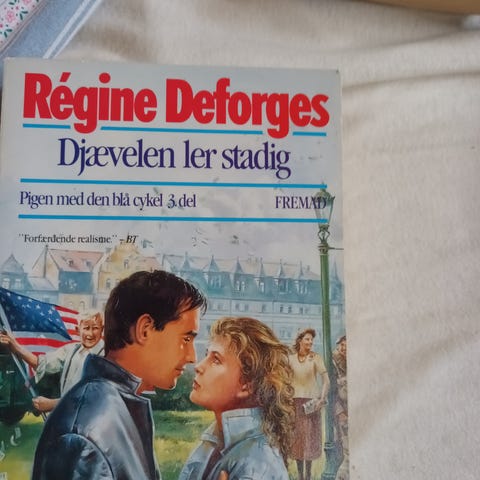 Régine Deforges
Djævelen ler stadig
Pigen med den blå cykel 3. del FREMAD
"Forfærdende realisme." - BT